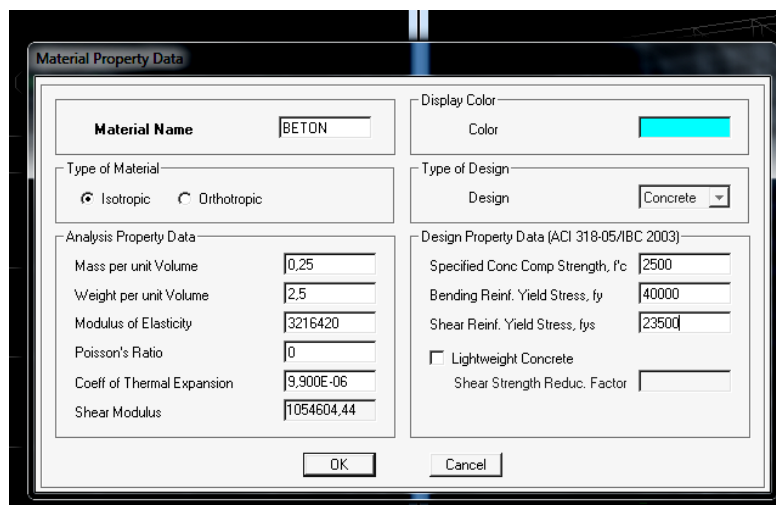 Material Property Data
Material Name BETON
Display Color
Color
Type of Material
Isotropic Orthotropic
Type of Design
Design Concrete
Analysis Property Data
Mass per unit Volume 0,25
Weight per unit Volume 2,5
Modulus of Elasticity 3216420
Poisson's Ratio 0
Coeff of Thermal Expansion 9,900E-06
Shear Modulus 1054604,44
Design Property Data (ACI 318-05/IBC 2003)
Specified Conc Comp Strength, f'c 2500
Bending Reinf. Yield Stress, fy 40000
Shear Reinf. Yield Stress, fys 23500
Lightweight Concrete
Shear Strength Reduc. Factor
OK Cancel